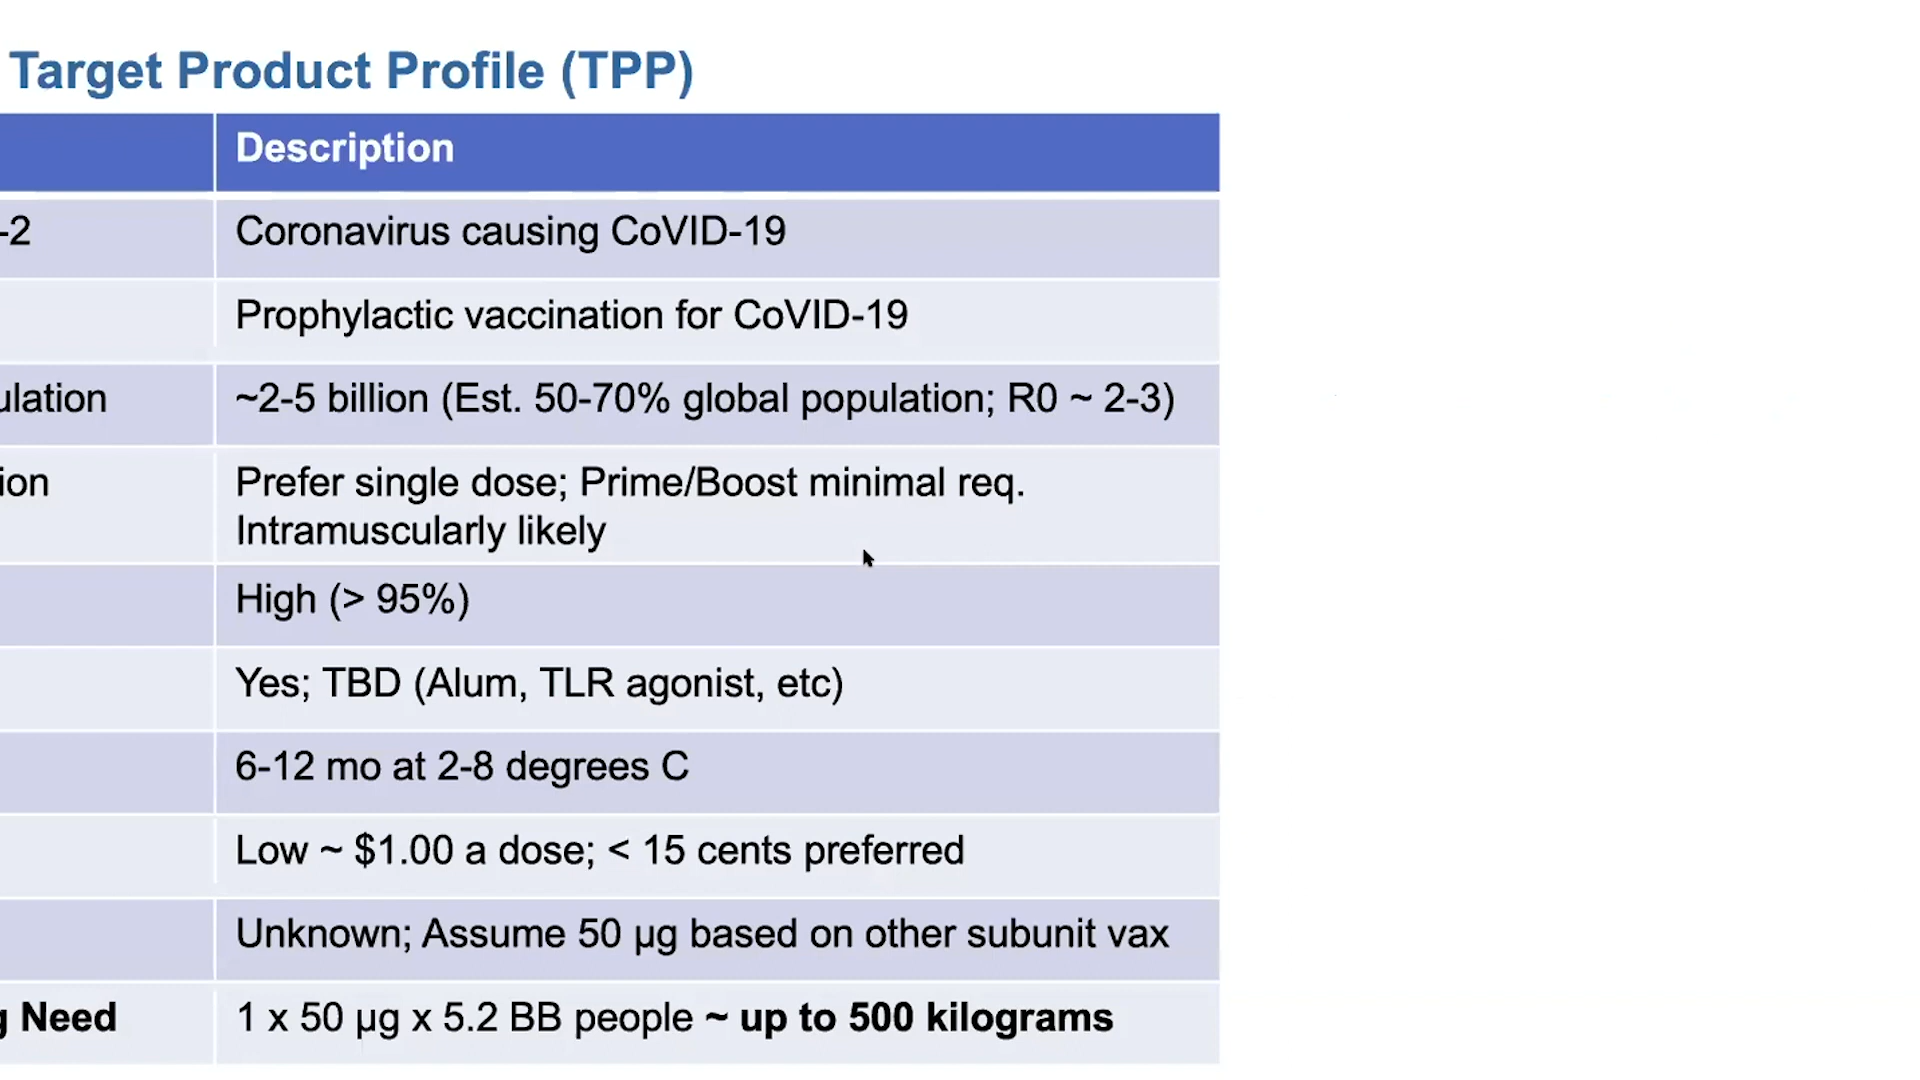 Target Product Profile (TPP)
Description
-2 Coronavirus causing CoVID-19
Prophylactic vaccination for CoVID-19
ulation ~2-5 billion (Est. 50-70% global population; R0 ~ 2-3)
ion Prefer single dose; Prime/Boost minimal req.
Intramuscularly likely
High (> 95%)
Yes; TBD (Alum, TLR agonist, etc)
6-12 mo at 2-8 degrees C
Low ~ $1.00 a dose; < 15 cents preferred
Unknown; Assume 50 µg based on other subunit vax
g Need 1 x 50 µg x 5.2 BB people ~ up to 500 kilograms